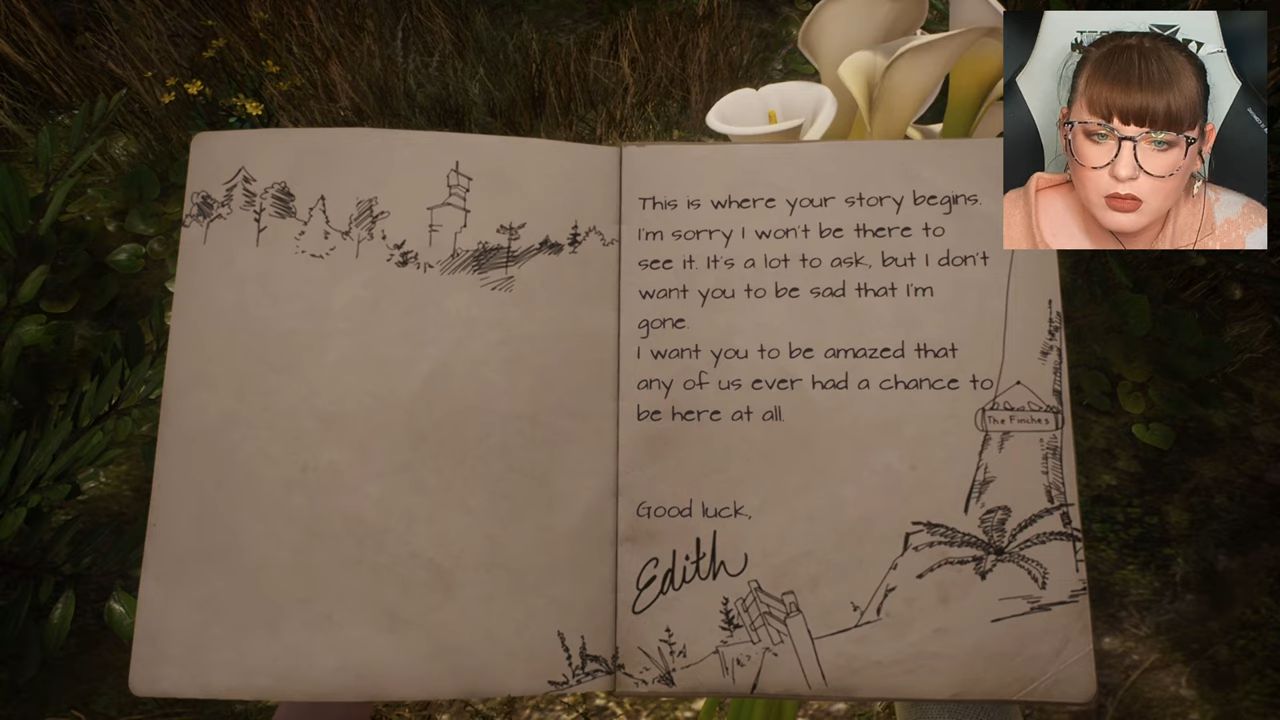 This is where your story begins.
I'm sorry I won't be there to
see it. It's a lot to ask, but I don't
want you to be sad that I'm
gone.
I want you to be amazed that
any of us ever had a chance to
be here at all.
The Finches
Good luck,
Edith